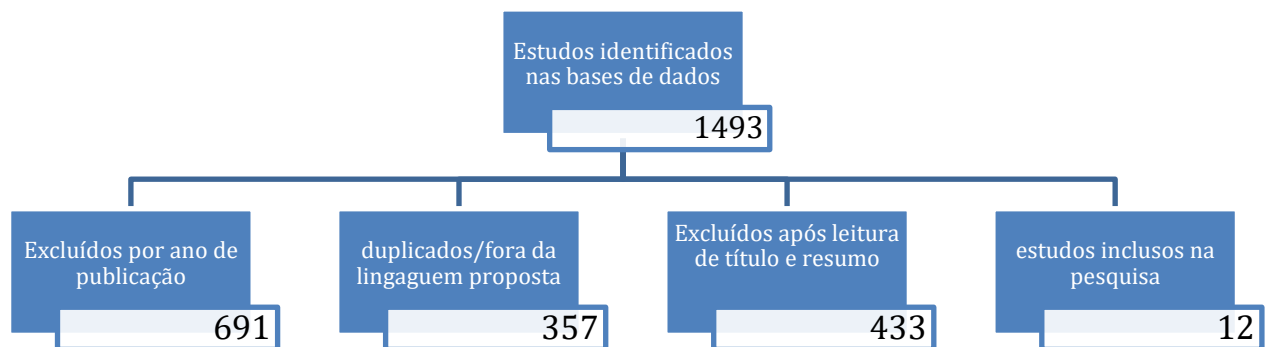 Estudos identificados
nas bases de dados
1493
Excluídos por ano de
publicação
691
duplicados/fora da
lingaguem proposta
357
Excluídos após leitura
de título e resumo
433
estudos inclusos na
pesquisa
12